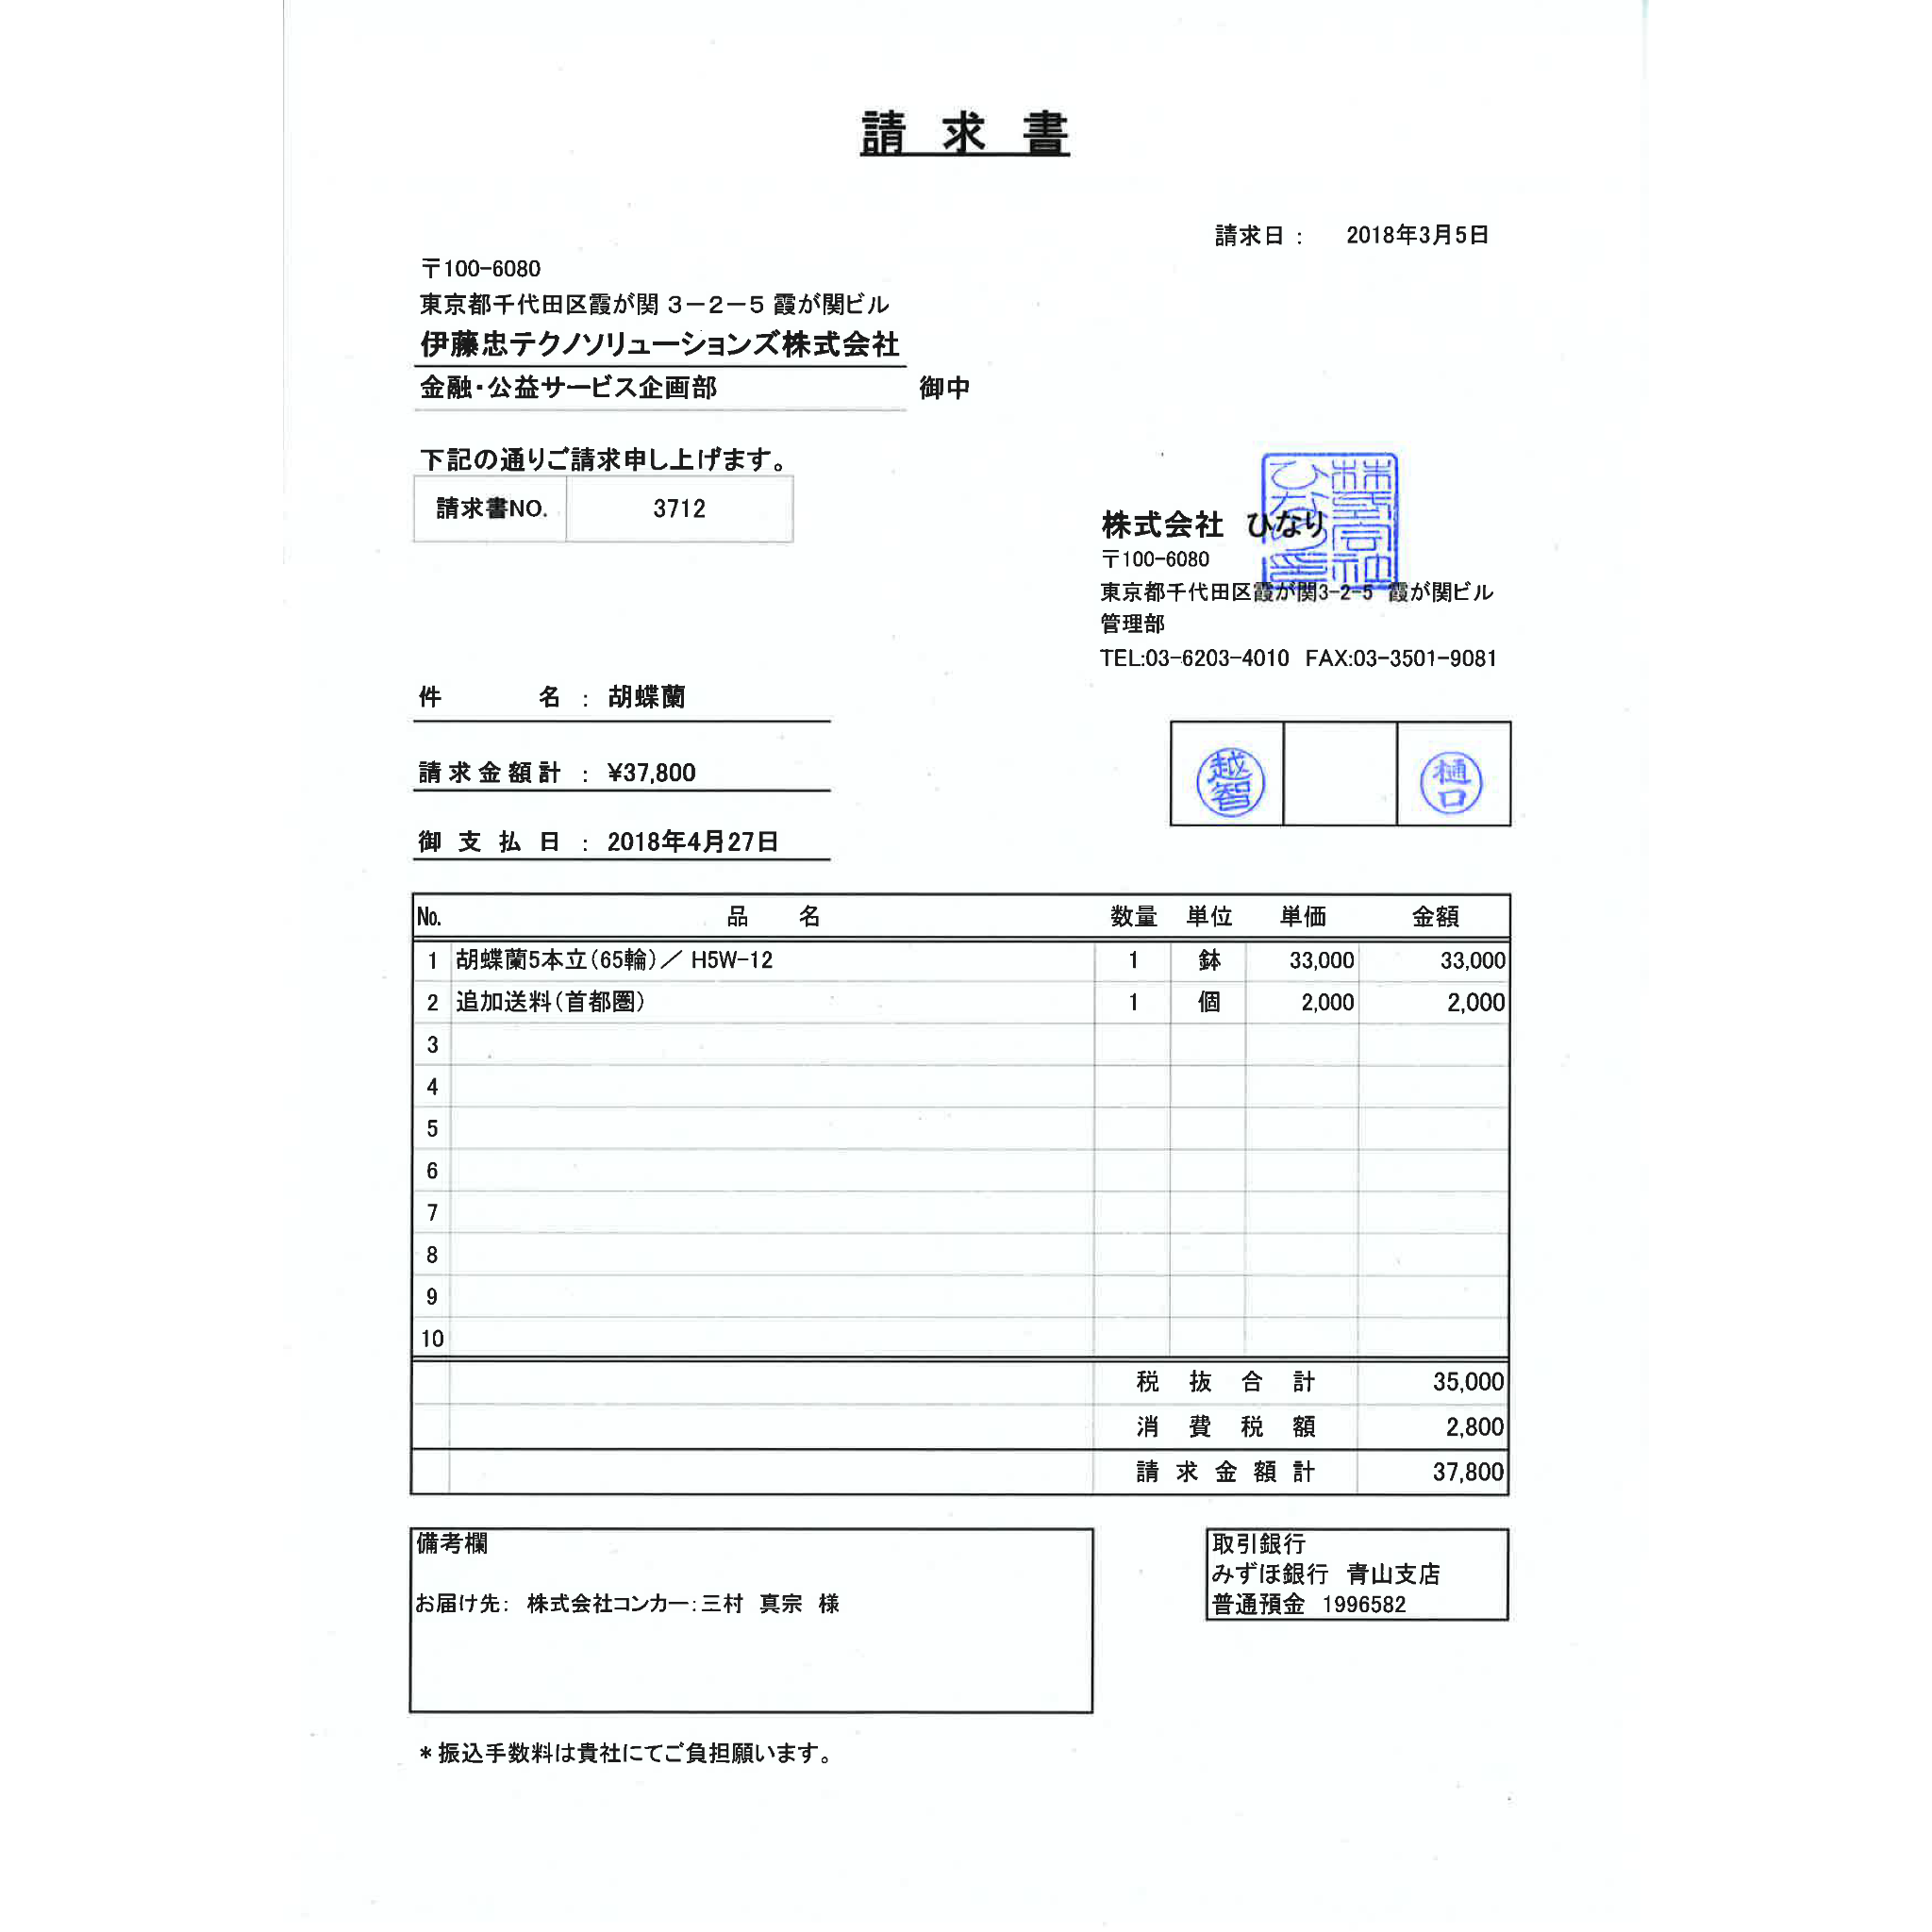 請 求 書
請求日 : 2018年3月5日
〒100-6080
東京都千代田区霞が関 3-2-5 霞が関ビル
伊藤忠テクノソリューションズ株式会社
金融・公益サービス企画部 御中
下記の通りご請求申し上げます。
請求書NO. 3712
株式会社 ひなり
株式会社ひなり之印
〒100-6080
東京都千代田区霞が関3-2-5 霞が関ビル
管理部
TEL:03-6203-4010 FAX:03-3501-9081
件 名 : 胡蝶蘭
請求金額計 : ¥37,800
御支払日 : 2018年4月27日
越智 樋口
No. 品 名 数量 単位 単価 金額
1 胡蝶蘭5本立(65輪)/ H5W-12 1 鉢 33,000 33,000
2 追加送料(首都圏) 1 個 2,000 2,000
3
4
5
6
7
8
9
10
税抜合計 35,000
消費税額 2,800
請求金額計 37,800
備考欄
お届け先: 株式会社コンカー:三村 真宗 様
取引銀行
みずほ銀行 青山支店
普通預金 1996582
*振込手数料は貴社にてご負担願います。